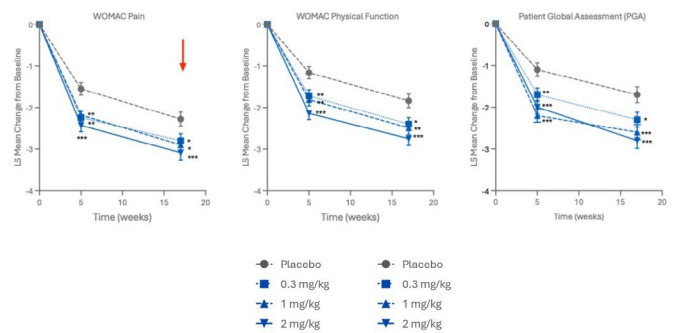 WOMAC Pain
0
-1
-2
-3
-4
LS Mean Change from Baseline
**
**
***
*
*
***
0 5 10 15 20
Time (weeks)
WOMAC Physical Function
0
-1
-2
-3
-4
LS Mean Change from Baseline
**
**
***
*
**
***
0 5 10 15 20
Time (weeks)
Patient Global Assessment (PGA)
0
-1
-2
-3
-4
LS Mean Change from Baseline
**
***
***
*
***
***
0 5 10 15 20
Time (weeks)
Placebo
0.3 mg/kg
1 mg/kg
2 mg/kg
Placebo
0.3 mg/kg
1 mg/kg
2 mg/kg